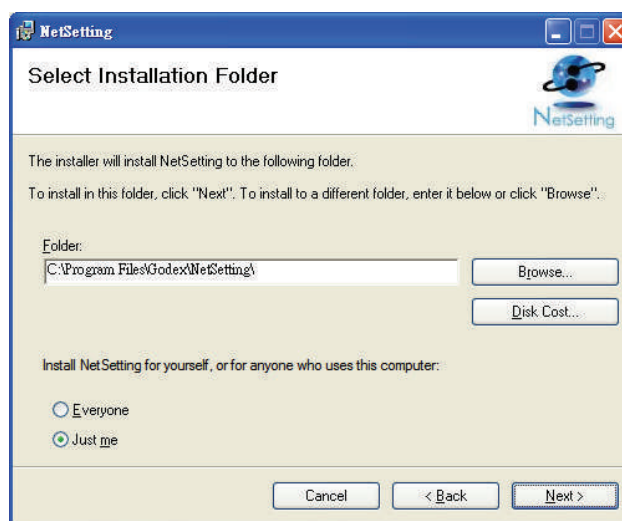 NetSetting
Select Installation Folder
NetSetting
The installer will install NetSetting to the following folder.
To install in this folder, click "Next". To install to a different folder, enter it below or click "Browse".
Folder:
C:\Program Files\Godex\NetSetting\
Browse...
Disk Cost...
Install NetSetting for yourself, or for anyone who uses this computer:
Everyone
Just me
Cancel
< Back
Next >